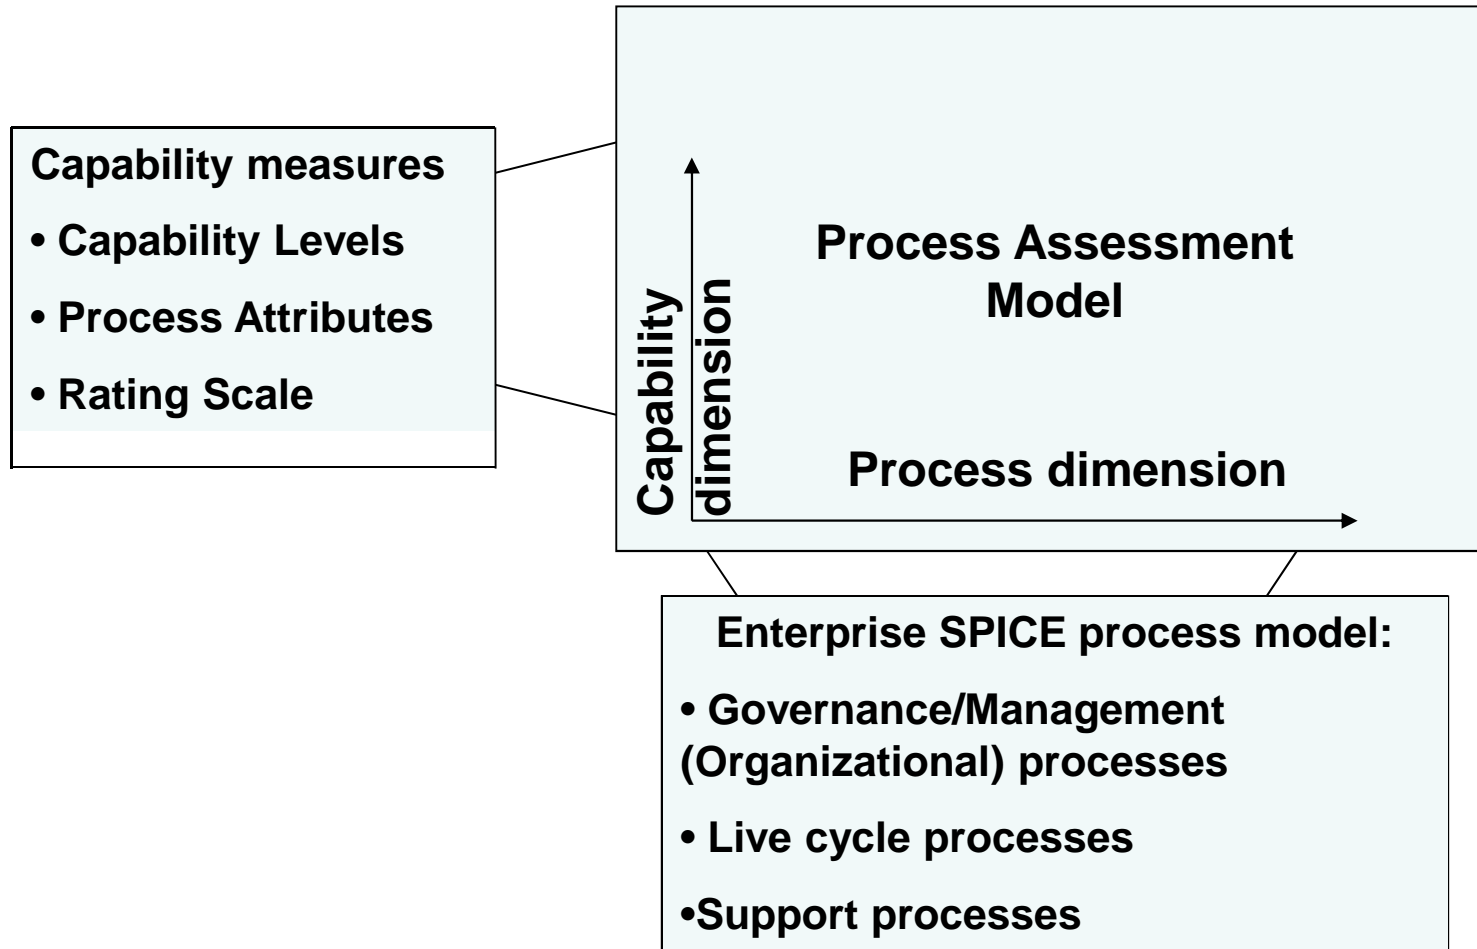 Capability measures
• Capability Levels
• Process Attributes
• Rating Scale
Process Assessment
Model
Capability
dimension
Process dimension
Enterprise SPICE process model:
• Governance/Management
(Organizational) processes
• Live cycle processes
•Support processes